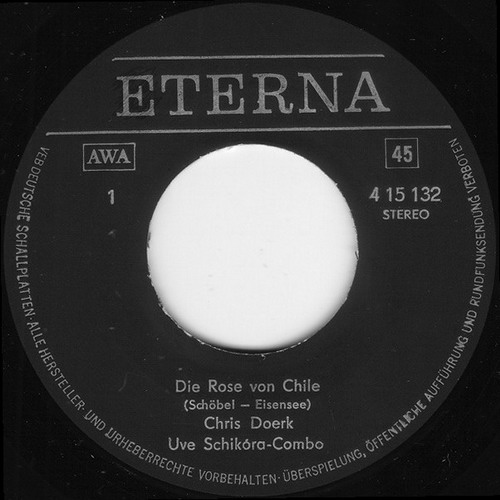 ETERNA
AWA
45
1
4 15 132
STEREO
Die Rose von Chile
(Schöbel – Eisensee)
Chris Doerk
Uve Schikóra-Combo
VEB DEUTSCHE SCHALLPLATTEN · ALLE HERSTELLER- UND URHEBERRECHTE VORBEHALTEN · ÜBERSPIELUNG, ÖFFENTLICHE AUFFÜHRUNG UND RUNDFUNKSENDUNG VERBOTEN